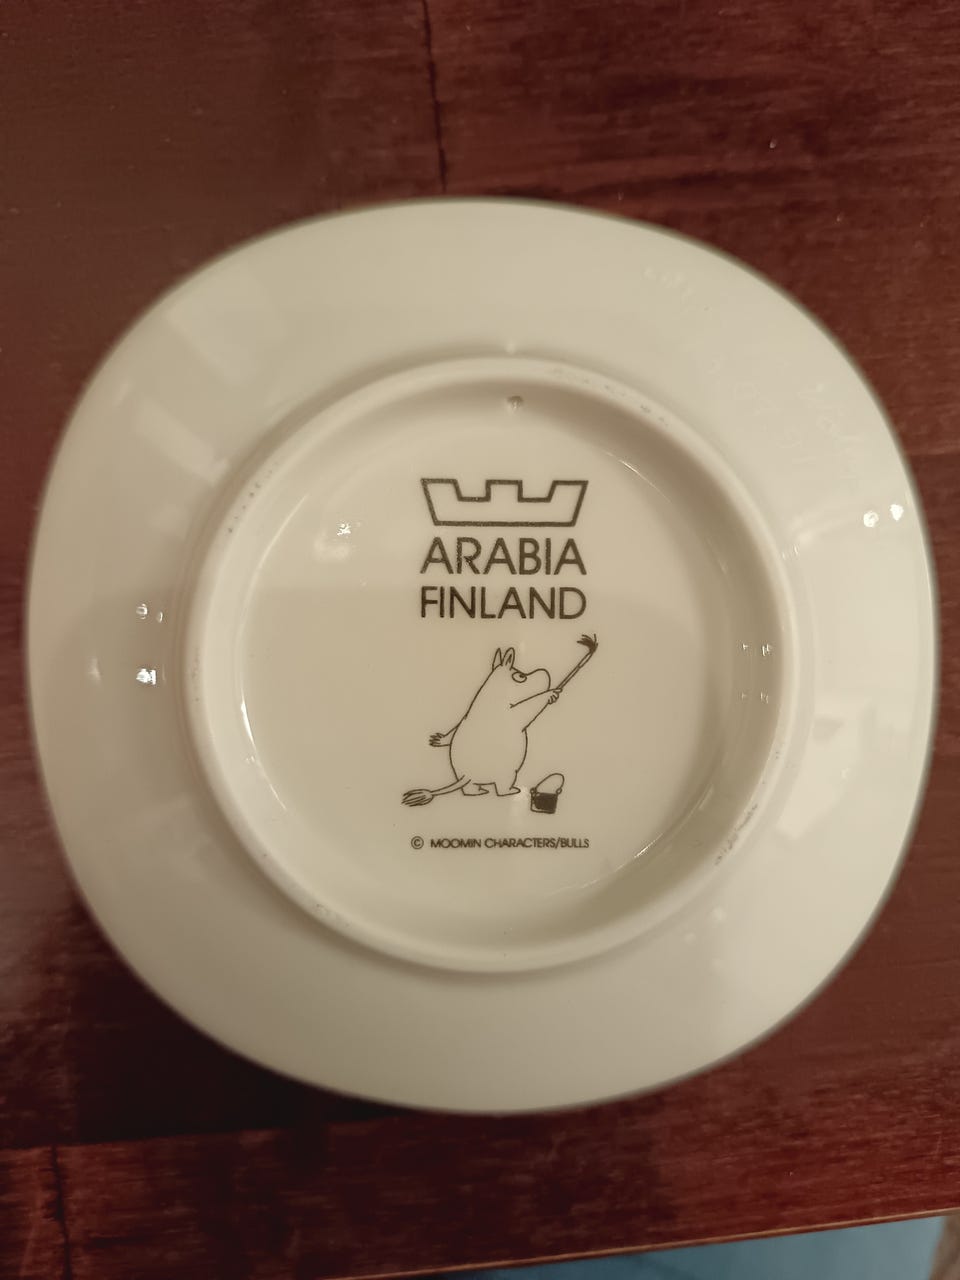 ARABIA
FINLAND
© MOOMIN CHARACTERS/BULLS